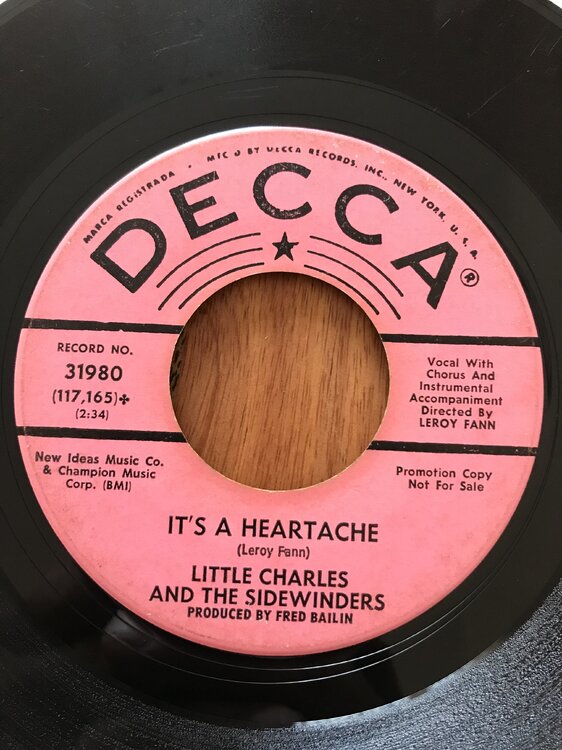 MARCA REGISTRADA • MFG'D BY DECCA RECORDS, INC., NEW YORK, U. S. A.
DECCA®
RECORD NO.
31980
(117,165)✤
(2:34)
Vocal With
Chorus And
Instrumental
Accompaniment
Directed By
LEROY FANN
New Ideas Music Co.
& Champion Music
Corp. (BMI)
Promotion Copy
Not For Sale
IT'S A HEARTACHE
(Leroy Fann)
LITTLE CHARLES
AND THE SIDEWINDERS
PRODUCED BY FRED BAILIN